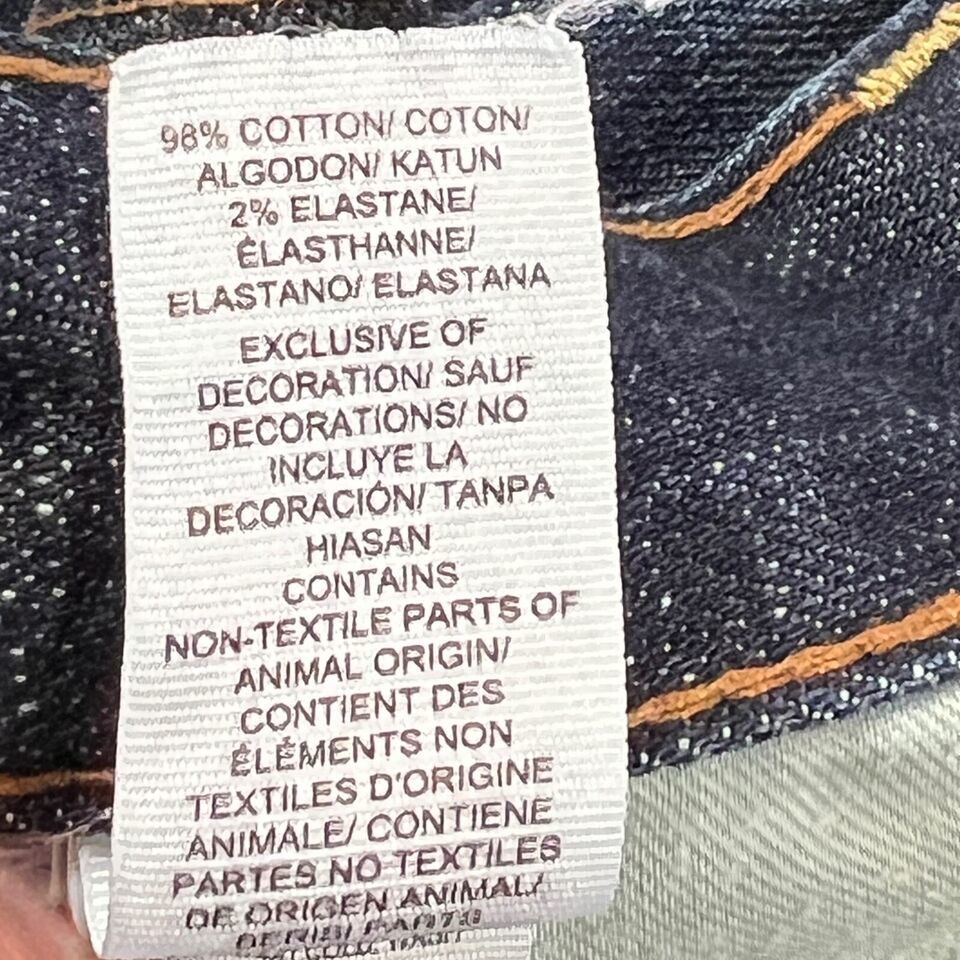 98% COTTON/ COTON/
ALGODON/ KATUN
2% ELASTANE/
ÉLASTHANNE/
ELASTANO/ ELASTANA
EXCLUSIVE OF
DECORATION/ SAUF
DECORATIONS/ NO
INCLUYE LA
DECORACIÓN/ TANPA
HIASAN
CONTAINS
NON-TEXTILE PARTS OF
ANIMAL ORIGIN/
CONTIENT DES
ÉLÉMENTS NON
TEXTILES D'ORIGINE
ANIMALE/ CONTIENE
PARTES NO TEXTILES
DE ORIGEN ANIMAL/